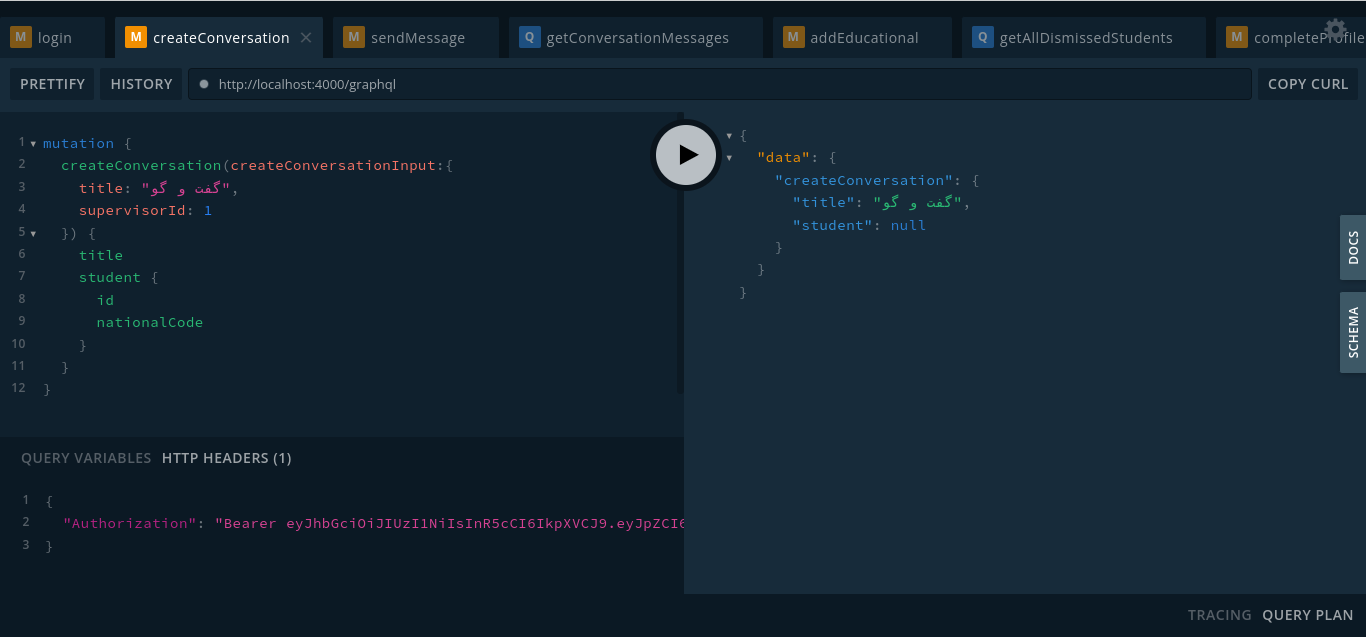 M login M createConversation × M sendMessage Q getConversationMessages M addEducational Q getAllDismissedStudents M completeProfile
PRETTIFY HISTORY http://localhost:4000/graphql COPY CURL
1 mutation {
2 createConversation(createConversationInput:{
3 title: "گفت و گو",
4 supervisorId: 1
5 }) {
6 title
7 student {
8 id
9 nationalCode
10 }
11 }
12 }
{
"data": {
"createConversation": {
"title": "گفت و گو",
"student": null
}
}
}
DOCS
SCHEMA
QUERY VARIABLES HTTP HEADERS (1)
1 {
2 "Authorization": "Bearer eyJhbGciOiJIUzI1NiIsInR5cCI6IkpXVCJ9.eyJpZCI6
3 }
TRACING QUERY PLAN